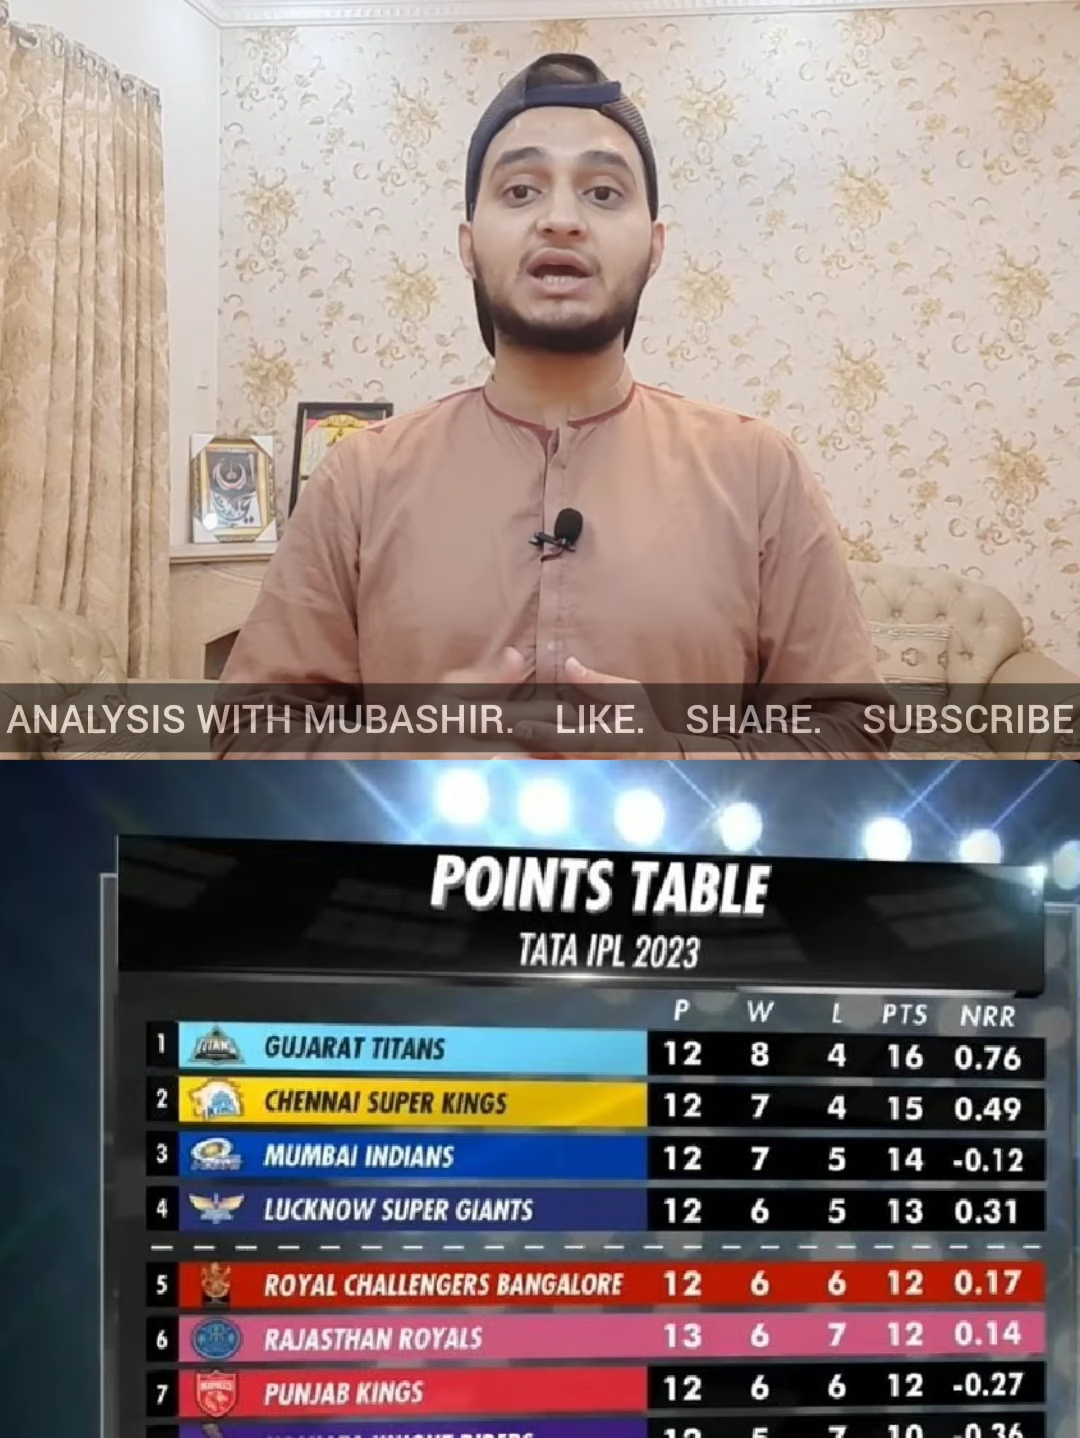 ANALYSIS WITH MUBASHIR. LIKE. SHARE. SUBSCRIBE
POINTS TABLE
TATA IPL 2023
P W L PTS NRR
1 GUJARAT TITANS 12 8 4 16 0.76
2 CHENNAI SUPER KINGS 12 7 4 15 0.49
3 MUMBAI INDIANS 12 7 5 14 -0.12
4 LUCKNOW SUPER GIANTS 12 6 5 13 0.31
5 ROYAL CHALLENGERS BANGALORE 12 6 6 12 0.17
6 RAJASTHAN ROYALS 13 6 7 12 0.14
7 PUNJAB KINGS 12 6 6 12 -0.27